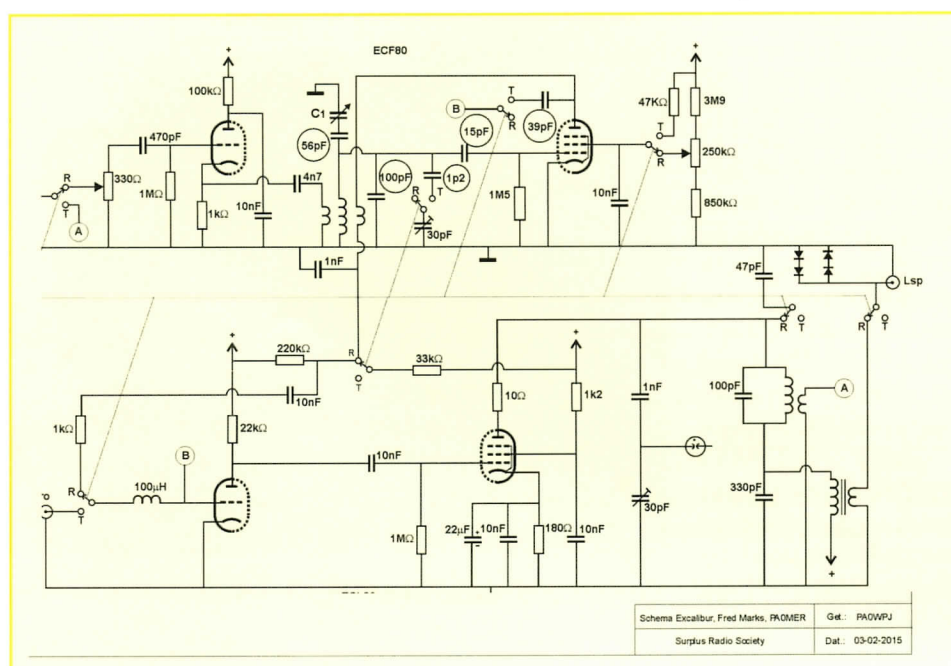 ECF80
+
+
100kΩ
C1
B
T
R
39pF
47KΩ
T
R
3M9
470pF
56pF
15pF
250kΩ
R
330Ω
T
A
1MΩ
4n7
100pF
R
T
1p2
1kΩ
10nF
30pF
1M5
10nF
850kΩ
1nF
47pF
Lsp
R
T
R
T
+
+
220kΩ
R
T
33kΩ
10nF
10Ω
1k2
1nF
100pF
A
1kΩ
22kΩ
B
10nF
R
100µH
T
330pF
30pF
1MΩ
22µF
+
10nF
180Ω
10nF
+
Schema Excalibur, Fred Marks, PA0MER
Get.: PA0WPJ
Surplus Radio Society
Dat.: 03-02-2015